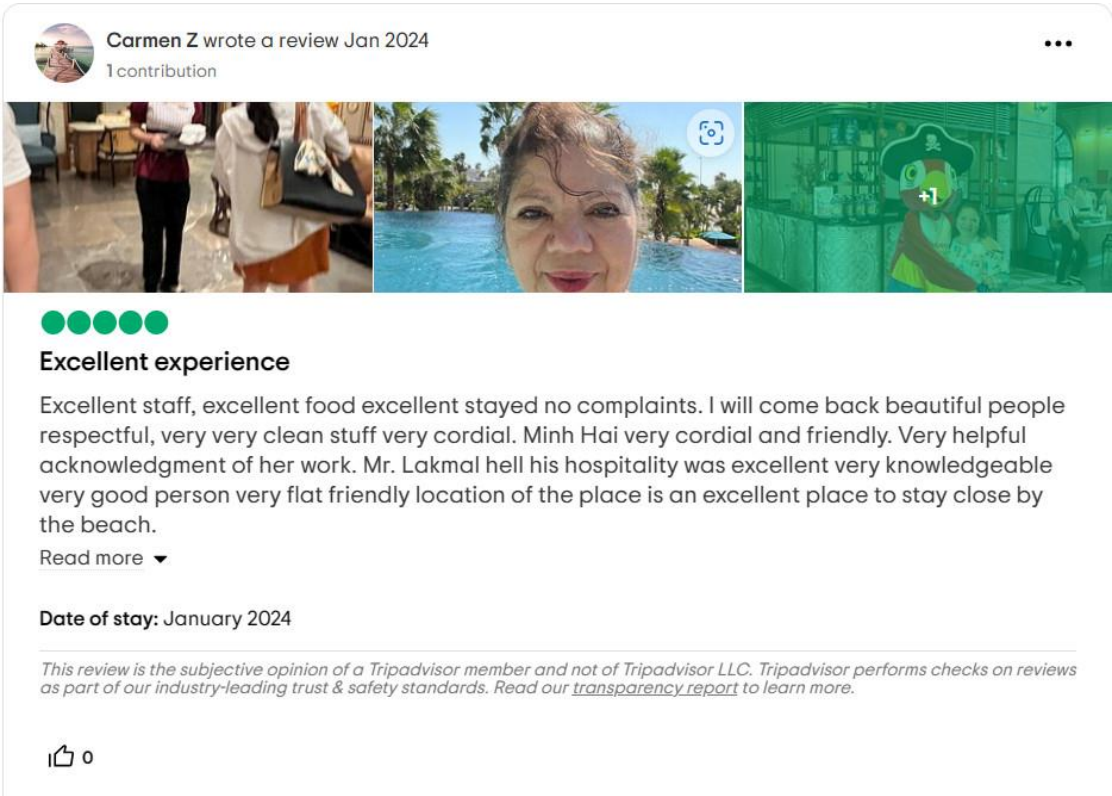 Carmen Z wrote a review Jan 2024
1 contribution
+1
Excellent experience
Excellent staff, excellent food excellent stayed no complaints. I will come back beautiful people
respectful, very very clean stuff very cordial. Minh Hai very cordial and friendly. Very helpful
acknowledgment of her work. Mr. Lakmal hell his hospitality was excellent very knowledgeable
very good person very flat friendly location of the place is an excellent place to stay close by
the beach.
Read more
Date of stay: January 2024
This review is the subjective opinion of a Tripadvisor member and not of Tripadvisor LLC. Tripadvisor performs checks on reviews
as part of our industry-leading trust & safety standards. Read our transparency report to learn more.
0